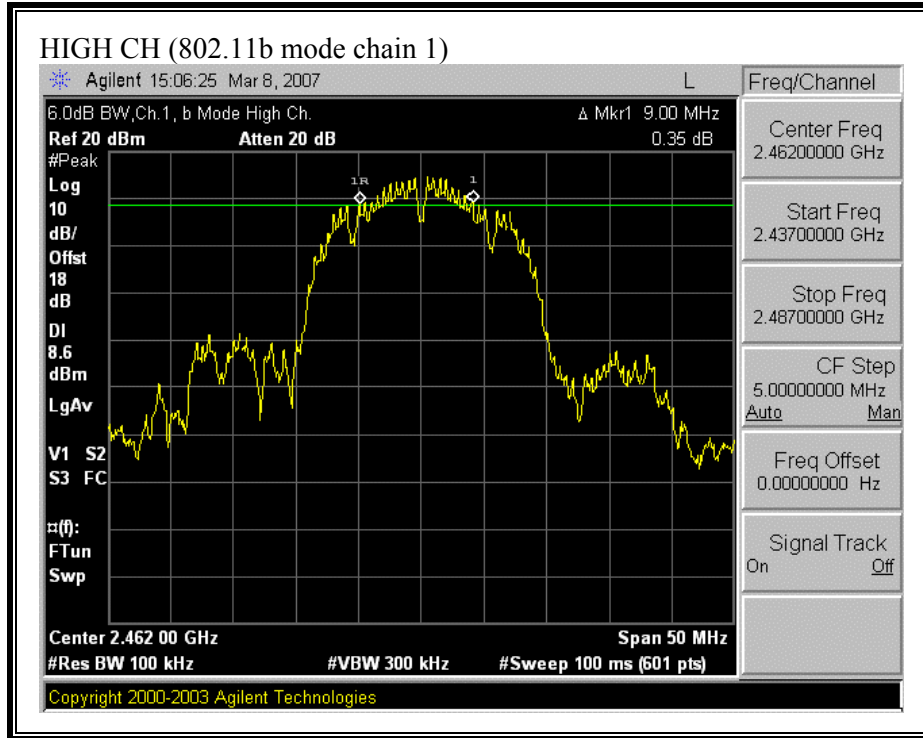 HIGH CH (802.11b mode chain 1)
Agilent 15:06:25 Mar 8, 2007 L
6.0dB BW,Ch.1, b Mode High Ch. Δ Mkr1 9.00 MHz
Ref 20 dBm Atten 20 dB 0.35 dB
#Peak
Log
10
dB/
Offst
18
dB
DI
8.6
dBm
LgAv
V1 S2
S3 FC
¤(f):
FTun
Swp
1R
1
Center 2.462 00 GHz Span 50 MHz
#Res BW 100 kHz #VBW 300 kHz #Sweep 100 ms (601 pts)
Copyright 2000-2003 Agilent Technologies
Freq/Channel
Center Freq
2.46200000 GHz
Start Freq
2.43700000 GHz
Stop Freq
2.48700000 GHz
CF Step
5.00000000 MHz
Auto Man
Freq Offset
0.00000000 Hz
Signal Track
On Off